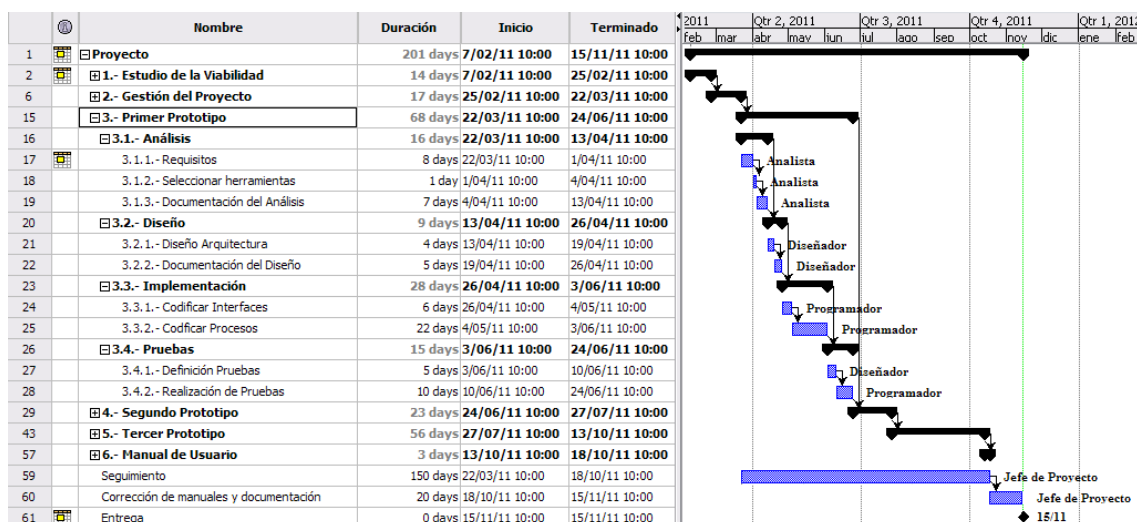 Nombre Duración Inicio Terminado
2011 Qtr 2, 2011 Qtr 3, 2011 Qtr 4, 2011 Qtr 1, 2012
feb mar abr may jun jul ago sep oct nov dic ene feb
1 Proyecto 201 days 7/02/11 10:00 15/11/11 10:00
2 1.- Estudio de la Viabilidad 14 days 7/02/11 10:00 25/02/11 10:00
6 2.- Gestión del Proyecto 17 days 25/02/11 10:00 22/03/11 10:00
15 3.- Primer Prototipo 68 days 22/03/11 10:00 24/06/11 10:00
16 3.1.- Análisis 16 days 22/03/11 10:00 13/04/11 10:00
17 3.1.1.- Requisitos 8 days 22/03/11 10:00 1/04/11 10:00 Analista
18 3.1.2.- Seleccionar herramientas 1 day 1/04/11 10:00 4/04/11 10:00 Analista
19 3.1.3.- Documentación del Análisis 7 days 4/04/11 10:00 13/04/11 10:00 Analista
20 3.2.- Diseño 9 days 13/04/11 10:00 26/04/11 10:00
21 3.2.1.- Diseño Arquitectura 4 days 13/04/11 10:00 19/04/11 10:00 Diseñador
22 3.2.2.- Documentación del Diseño 5 days 19/04/11 10:00 26/04/11 10:00 Diseñador
23 3.3.- Implementación 28 days 26/04/11 10:00 3/06/11 10:00
24 3.3.1.- Codificar Interfaces 6 days 26/04/11 10:00 4/05/11 10:00 Programador
25 3.3.2.- Codficar Procesos 22 days 4/05/11 10:00 3/06/11 10:00 Programador
26 3.4.- Pruebas 15 days 3/06/11 10:00 24/06/11 10:00
27 3.4.1.- Definición Pruebas 5 days 3/06/11 10:00 10/06/11 10:00 Diseñador
28 3.4.2.- Realización de Pruebas 10 days 10/06/11 10:00 24/06/11 10:00 Programador
29 4.- Segundo Prototipo 23 days 24/06/11 10:00 27/07/11 10:00
43 5.- Tercer Prototipo 56 days 27/07/11 10:00 13/10/11 10:00
57 6.- Manual de Usuario 3 days 13/10/11 10:00 18/10/11 10:00
59 Seguimiento 150 days 22/03/11 10:00 18/10/11 10:00 Jefe de Proyecto
60 Corrección de manuales y documentación 20 days 18/10/11 10:00 15/11/11 10:00 Jefe de Proyecto
61 Entrega 0 days 15/11/11 10:00 15/11/11 10:00 15/11